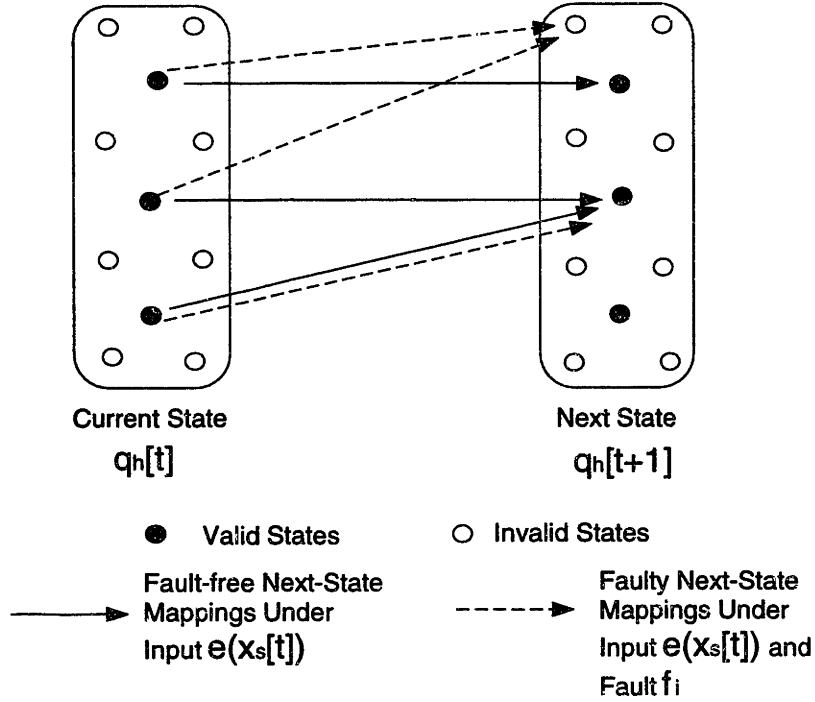 Current State
Next State
qh[t]
qh[t+1]
Valid States
Invalid States
Fault-free Next-State
Mappings Under
Input e(xs[t])
Faulty Next-State
Mappings Under
Input e(xs[t]) and
Fault fi